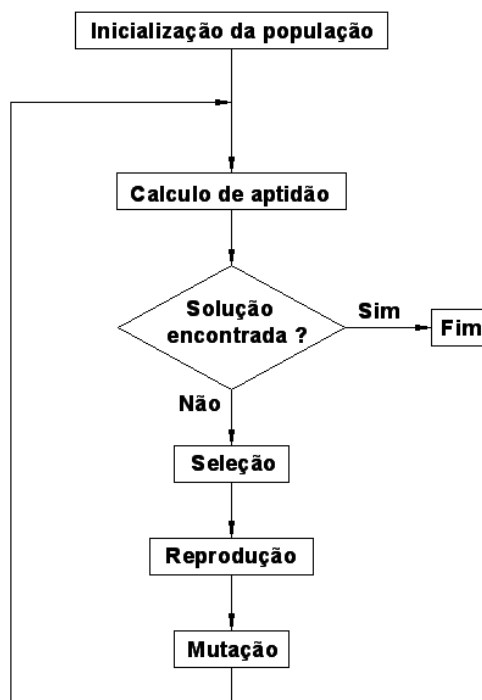 Inicialização da população
Calculo de aptidão
Solução
encontrada ?
Sim
Fim
Não
Seleção
Reprodução
Mutação